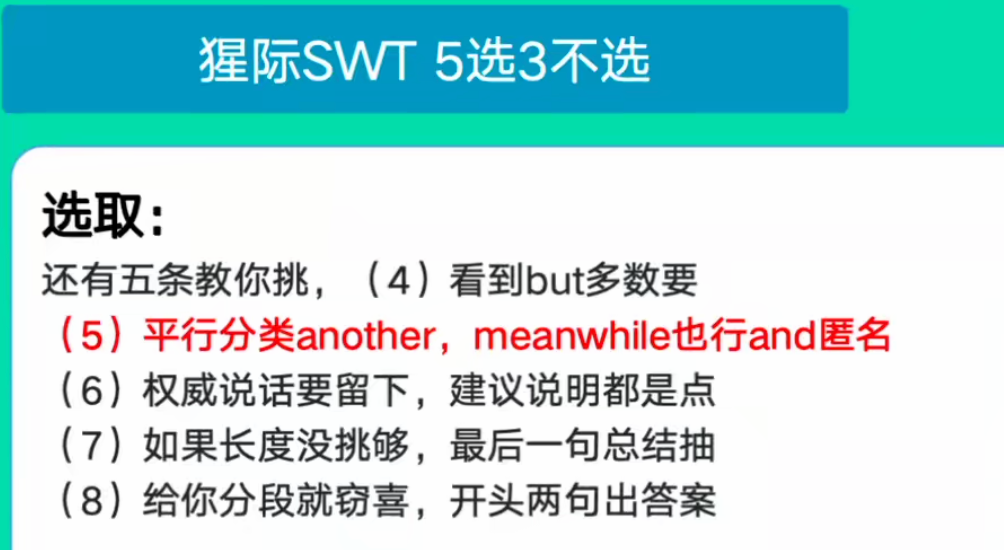 猩际SWT 5选3不选
选取：
还有五条教你挑，（4）看到but多数要
（5）平行分类another，meanwhile也行and匿名
（6）权威说话要留下，建议说明都是点
（7）如果长度没挑够，最后一句总结抽
（8）给你分段就窃喜，开头两句出答案